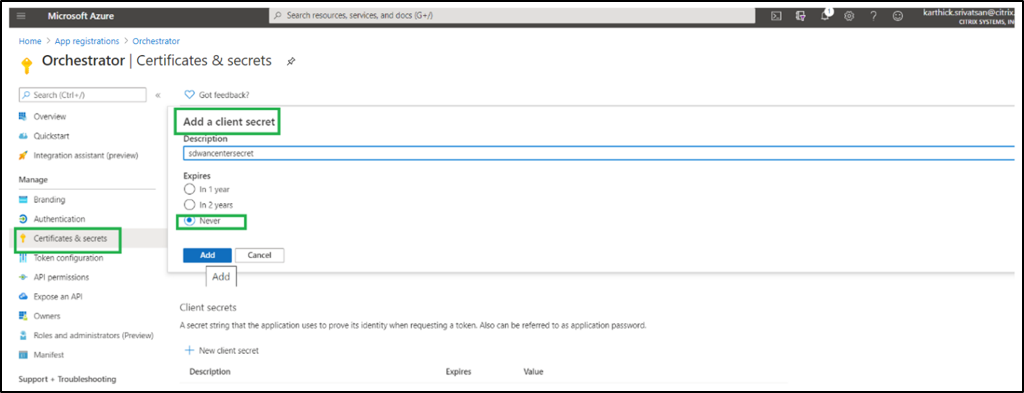 Microsoft Azure
Search resources, services, and docs (G+/)
1
karthick.srivatsan@citrix.
CITRIX SYSTEMS, IN
Home > App registrations > Orchestrator
Orchestrator | Certificates & secrets
Search (Ctrl+/)
«
Got feedback?
Overview
Quickstart
Integration assistant (preview)
Manage
Branding
Authentication
Certificates & secrets
Token configuration
API permissions
Expose an API
Owners
Roles and administrators (Preview)
Manifest
Support + Troubleshooting
Add a client secret
Description
sdwancentersecret
Expires
In 1 year
In 2 years
Never
Add
Cancel
Add
Client secrets
A secret string that the application uses to prove its identity when requesting a token. Also can be referred to as application password.
New client secret
Description Expires Value